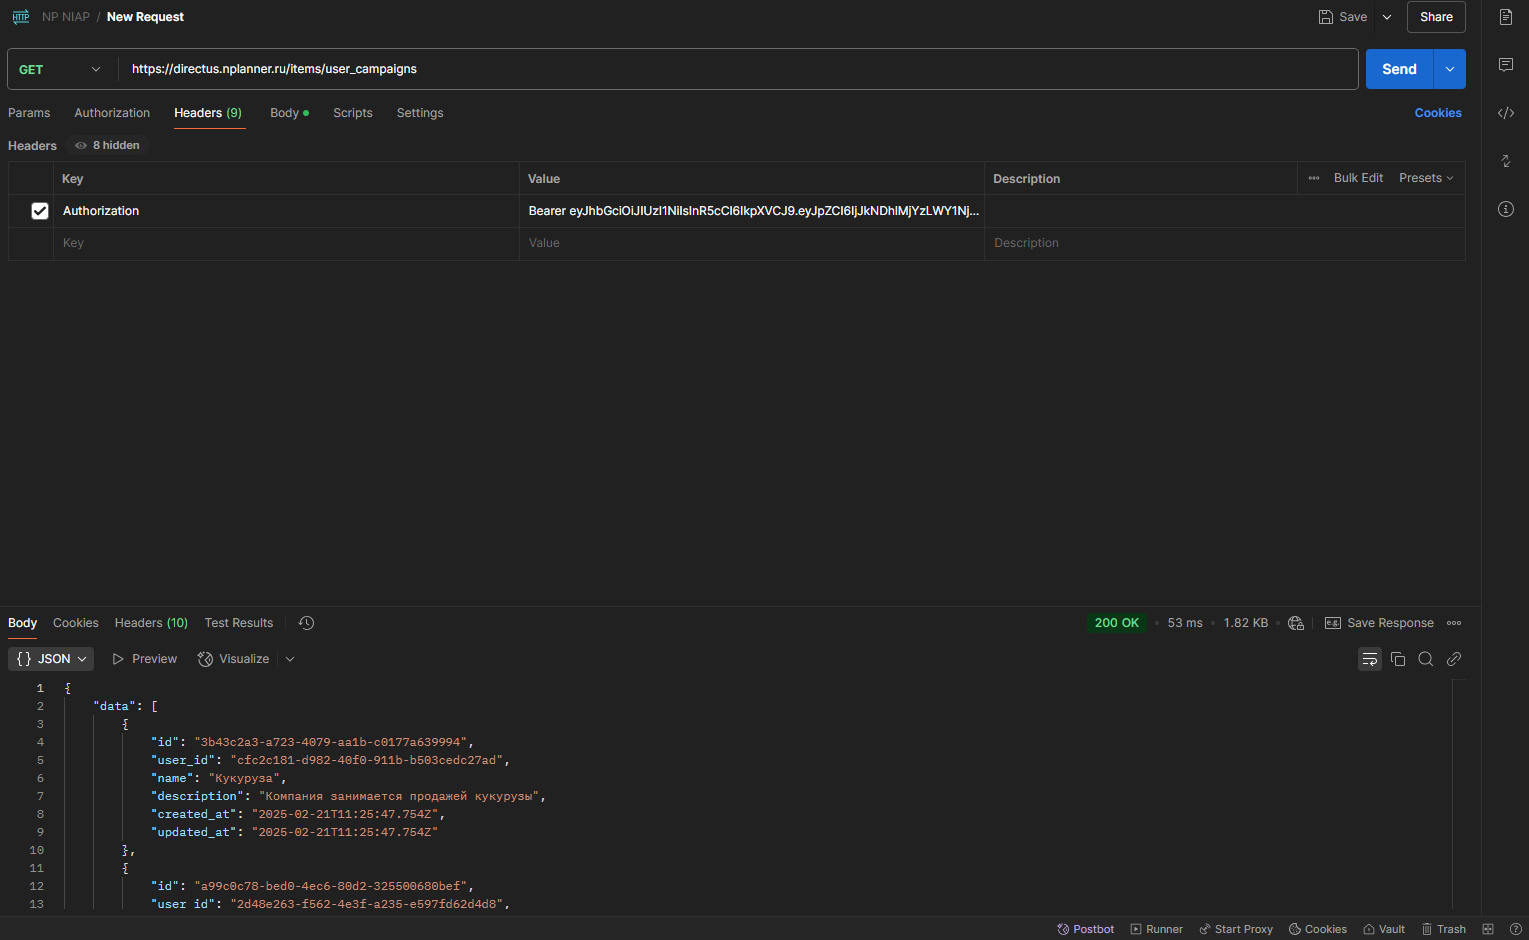 HTTP NP NIAP / New Request Save Share
GET https://directus.nplanner.ru/items/user_campaigns Send
Params Authorization Headers (9) Body Scripts Settings Cookies
Headers 8 hidden
Key Value Description Bulk Edit Presets
Authorization Bearer eyJhbGciOiJIUzI1NiIsInR5cCI6IkpXVCJ9.eyJpZCI6IjJkNDhlMjYzLWY1Nj...
Key Value Description
Body Cookies Headers (10) Test Results 200 OK 53 ms 1.82 KB e.g. Save Response
{} JSON Preview Visualize
1 {
2 "data": [
3 {
4 "id": "3b43c2a3-a723-4079-aa1b-c0177a639994",
5 "user_id": "cfc2c181-d982-40f0-911b-b503cedc27ad",
6 "name": "Кукуруза",
7 "description": "Компания занимается продажей кукурузы",
8 "created_at": "2025-02-21T11:25:47.754Z",
9 "updated_at": "2025-02-21T11:25:47.754Z"
10 },
11 {
12 "id": "a99c0c78-bed0-4ec6-80d2-325500680bef",
13 "user_id": "2d48e263-f562-4e3f-a235-e597fd62d4d8",
Postbot Runner Start Proxy Cookies Vault Trash